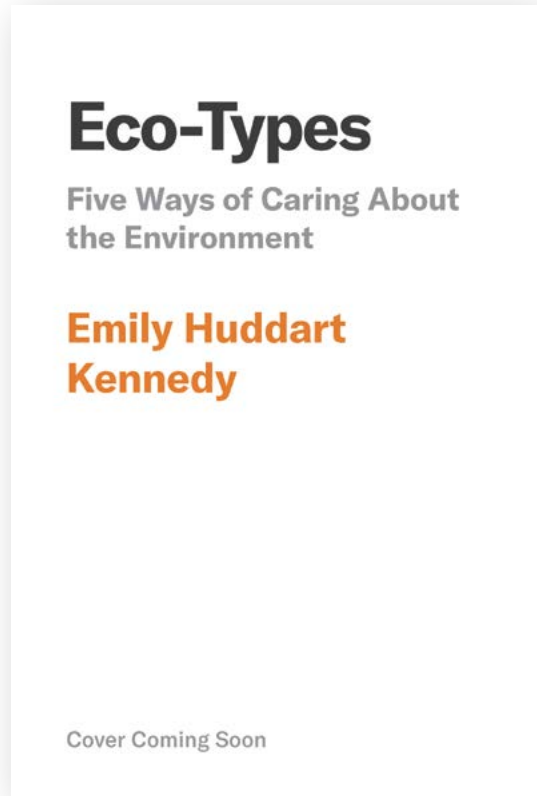 Eco-Types
Five Ways of Caring About
the Environment
Emily Huddart
Kennedy
Cover Coming Soon